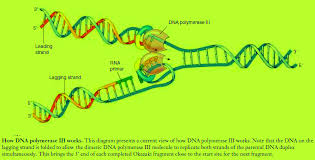 3'
5'
DNA polymerase III
Leading
strand
RNA
primer
Lagging strand
5'
3'
How DNA polymerase III works. This diagram presents a current view of how DNA polymerase III works. Note that the DNA on the
lagging strand is folded to allow the dimeric DNA polymerase III molecule to replicate both strands of the parental DNA duplex
simultaneously. This brings the 3' end of each completed Okazaki fragment close to the start site for the next fragment.